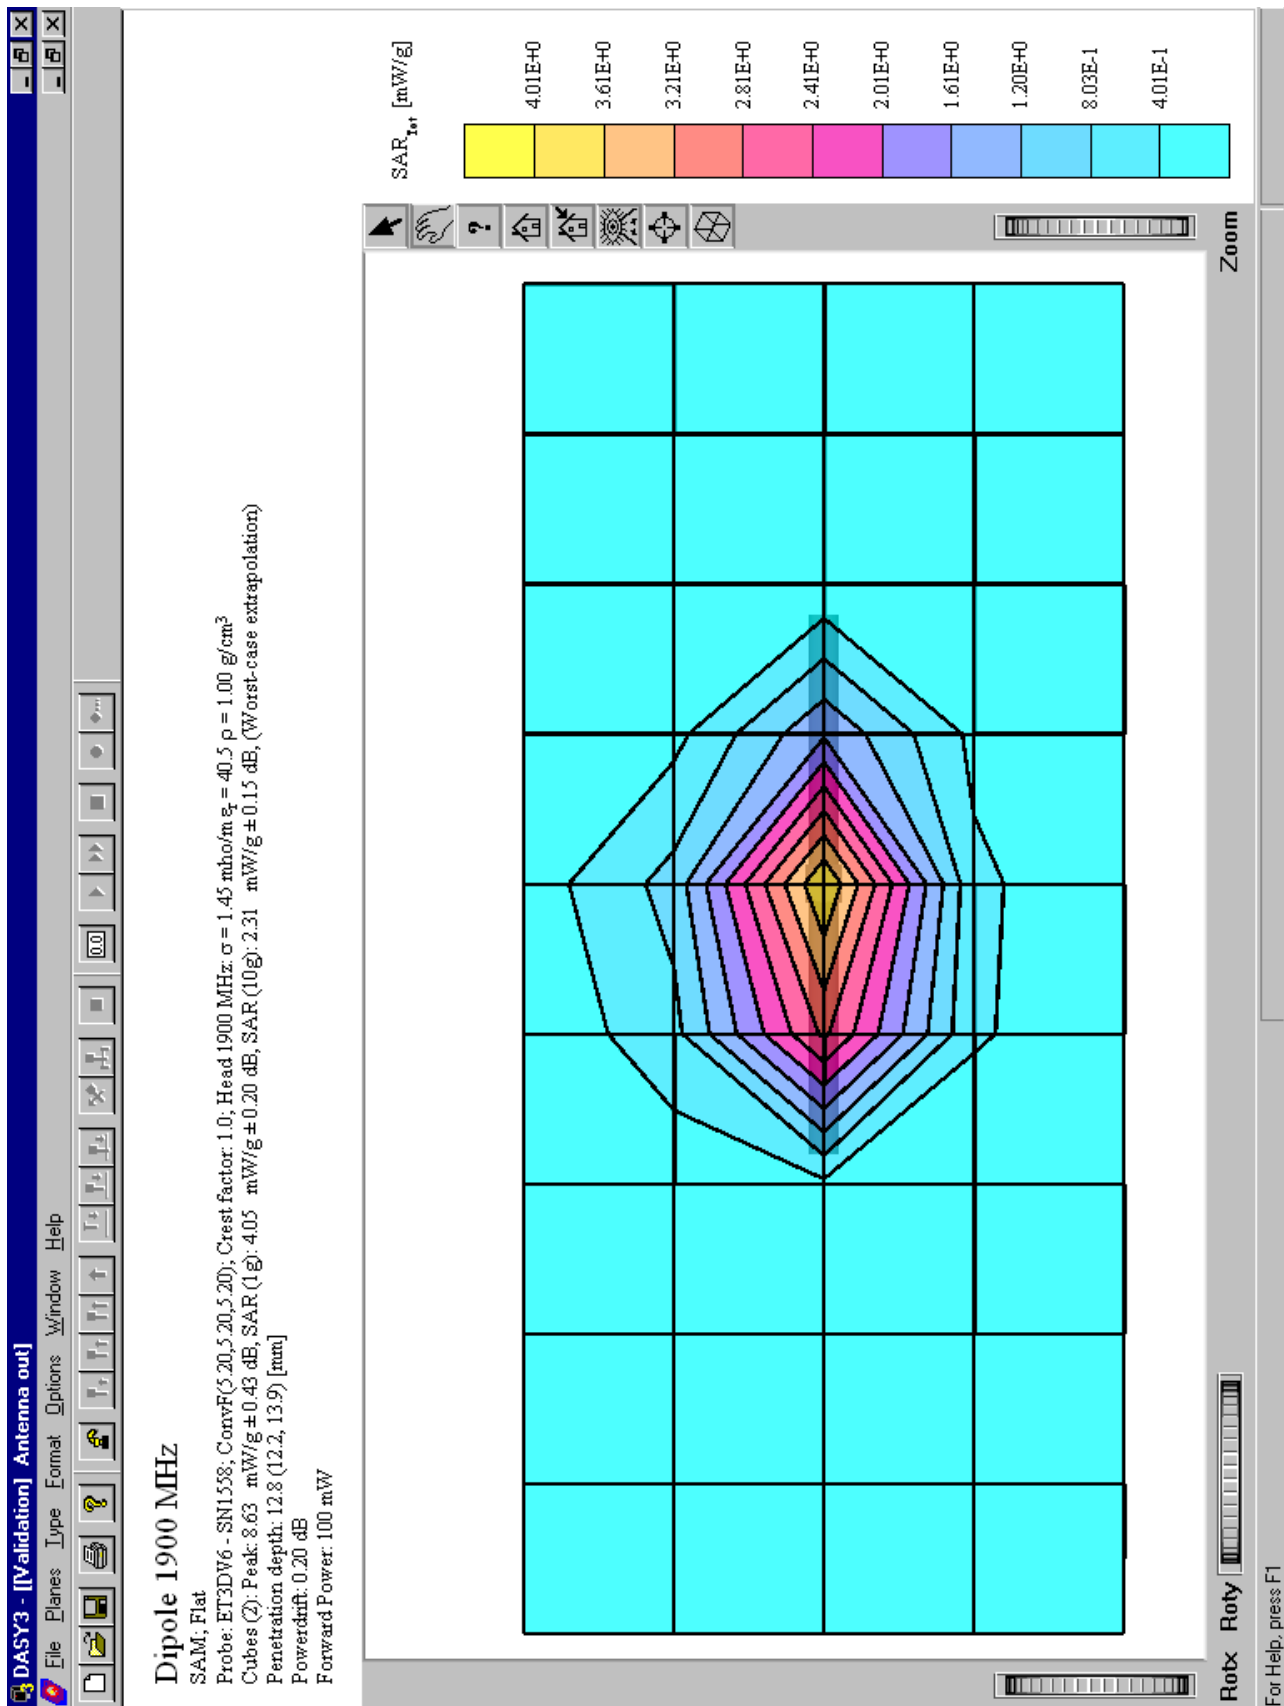 DASY3 - [[Validation]  Antenna out]
File Planes Type Format Options Window Help
0.0
Dipole 1900 MHz
SAM; Flat
Probe: ET3DV6 - SN1558; ConvF(5.20,5.20,5.20); Crest factor: 1.0; Head 1900 MHz: σ = 1.45 mho/m εr = 40.5 ρ = 1.00 g/cm³
Cubes (2): Peak: 8.63 mW/g ± 0.43 dB, SAR (1g): 4.05 mW/g ± 0.20 dB, SAR (10g): 2.31 mW/g ± 0.15 dB, (Worst-case extrapolation)
Penetration depth: 12.8 (12.2, 13.9) [mm]
Powerdrift: 0.20 dB
Forward Power: 100 mW
SAR_Tot [mW/g]
4.01E+0
3.61E+0
3.21E+0
2.81E+0
2.41E+0
2.01E+0
1.61E+0
1.20E+0
8.03E-1
4.01E-1
Rotx Roty Zoom
For Help, press F1